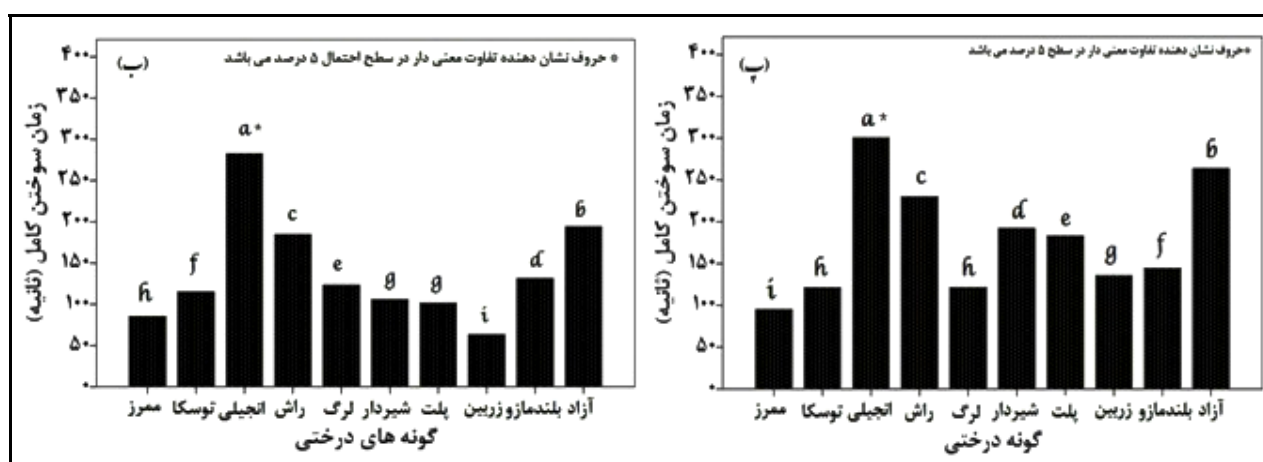 (ب)
* حروف نشان دهنده تفاوت معنی دار در سطح احتمال ۵ درصد می باشد
زمان سوختن کامل (ثانیه)
۴۰۰
۳۵۰
۳۰۰
۲۵۰
۲۰۰
۱۵۰
۱۰۰
۵۰
۰
h f a* c e g g i d b
آزاد بلندمازو زربین پلت شیردار لرگ راش انجیلی توسکا ممرز
گونه های درختی
(پ)
*حروف نشان دهنده تفاوت معنی دار در سطح ۵ درصد می باشد
زمان سوختن کامل (ثانیه)
۴۰۰
۳۵۰
۳۰۰
۲۵۰
۲۰۰
۱۵۰
۱۰۰
۵۰
۰
i h a* c h d e g f b
آزاد بلندمازو زربین پلت شیردار لرگ راش انجیلی توسکا ممرز
گونه درختی